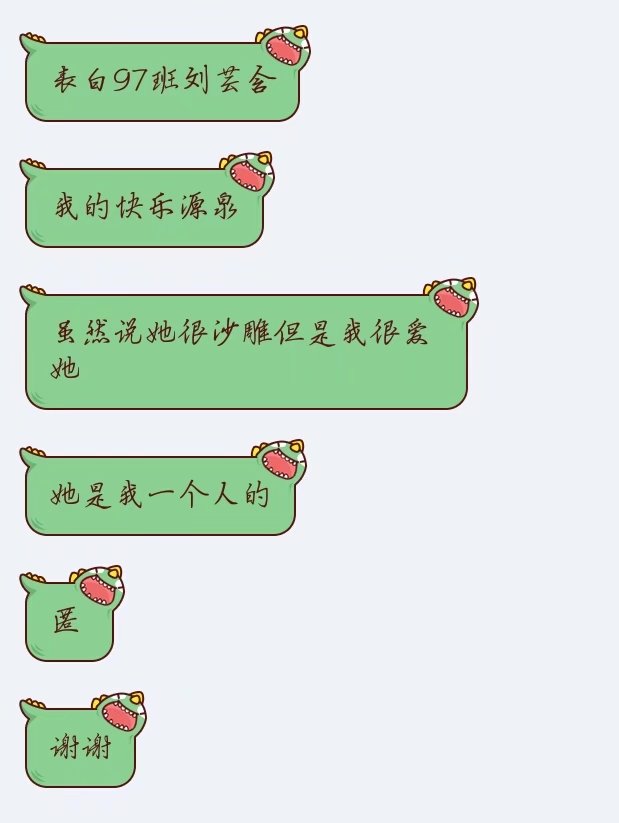 表白97班刘芸含
我的快乐源泉
虽然说她很沙雕但是我很爱
她
她是我一个人的
匿
谢谢